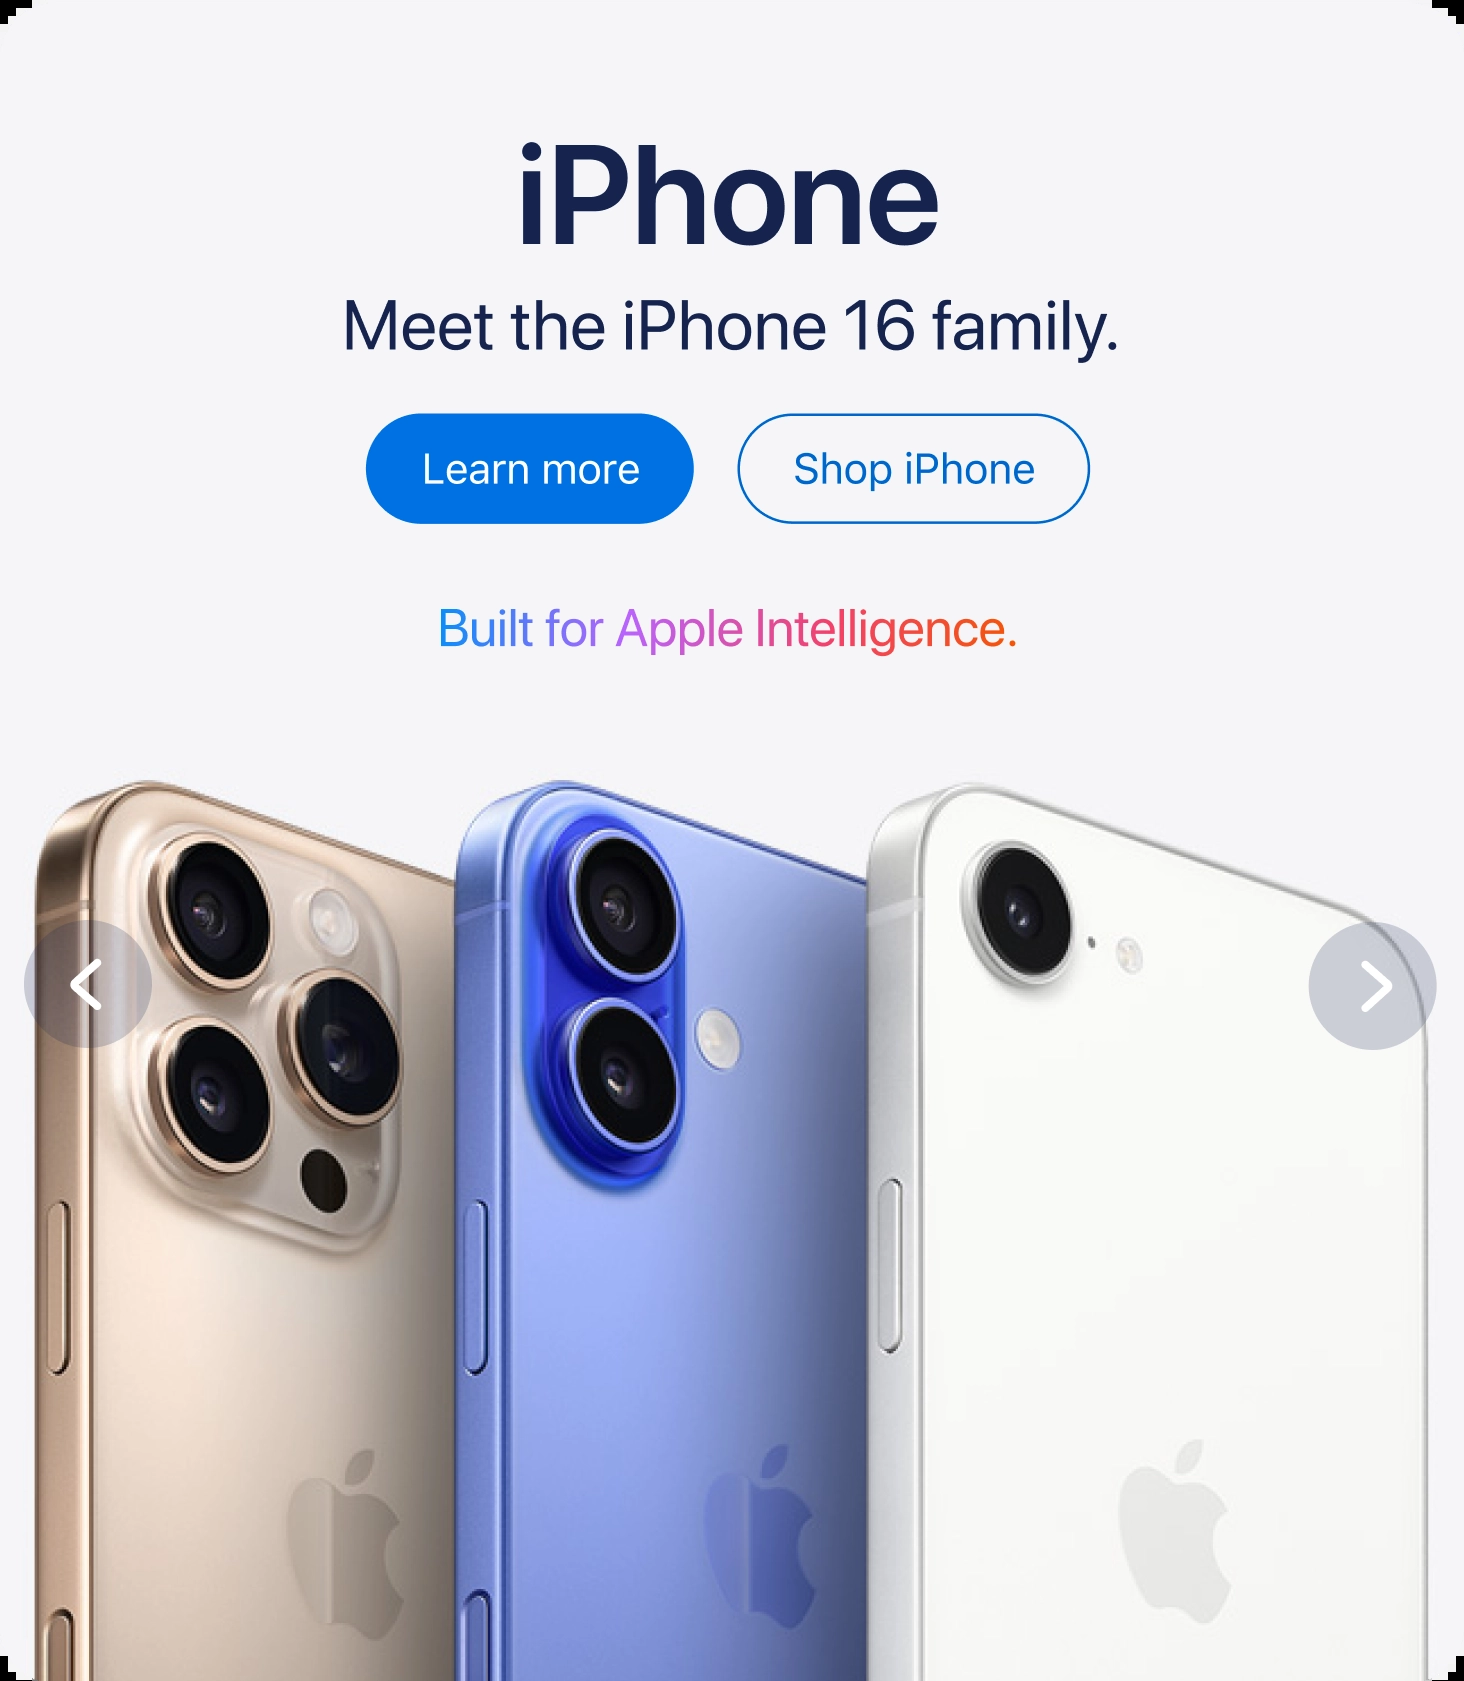 iPhone
Meet the iPhone 16 family.
Learn more
Shop iPhone
Built for Apple Intelligence.